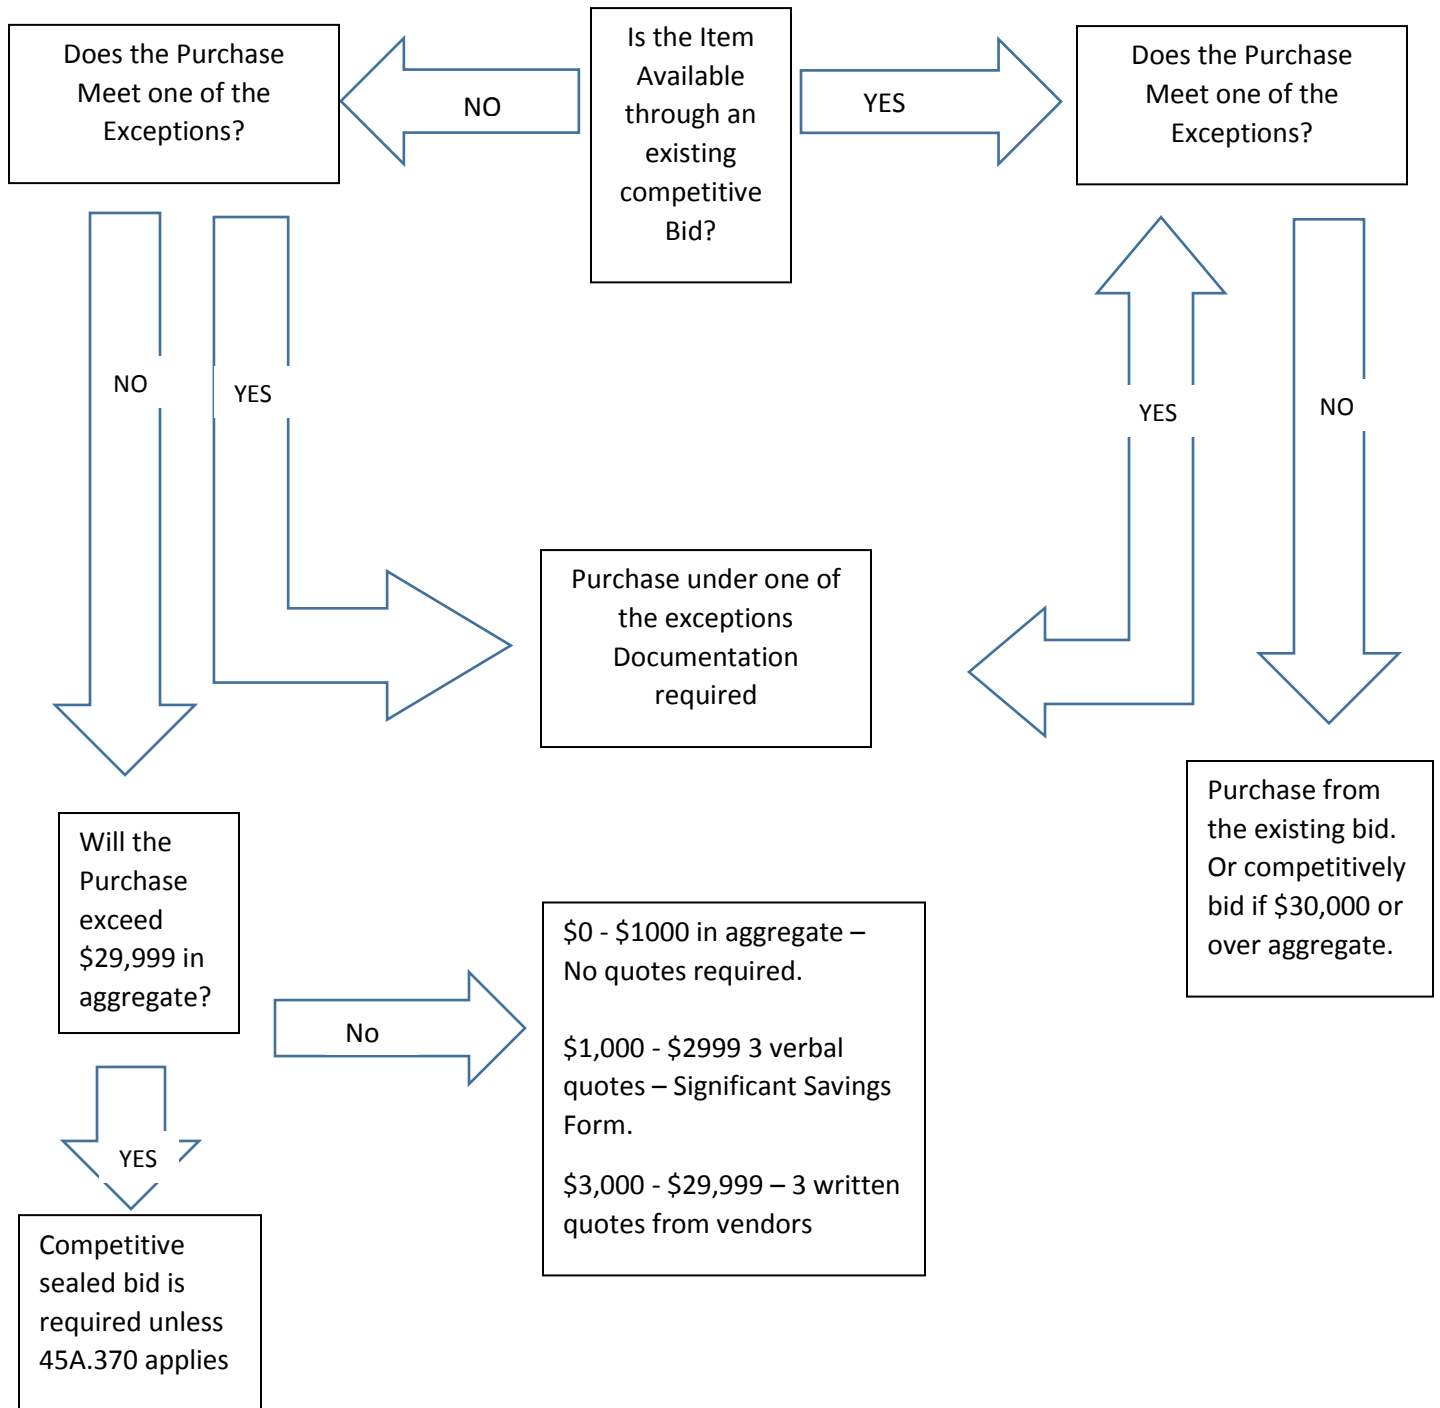 Does the Purchase
Meet one of the
Exceptions?
NO
Is the Item
Available
through an
existing
competitive
Bid?
YES
Does the Purchase
Meet one of the
Exceptions?
NO
YES
YES
NO
Purchase under one of
the exceptions
Documentation
required
Purchase from
the existing bid.
Or competitively
bid if $30,000 or
over aggregate.
Will the
Purchase
exceed
$29,999 in
aggregate?
No
$0 - $1000 in aggregate –
No quotes required.
$1,000 - $2999 3 verbal
quotes – Significant Savings
Form.
$3,000 - $29,999 – 3 written
quotes from vendors
YES
Competitive
sealed bid is
required unless
45A.370 applies